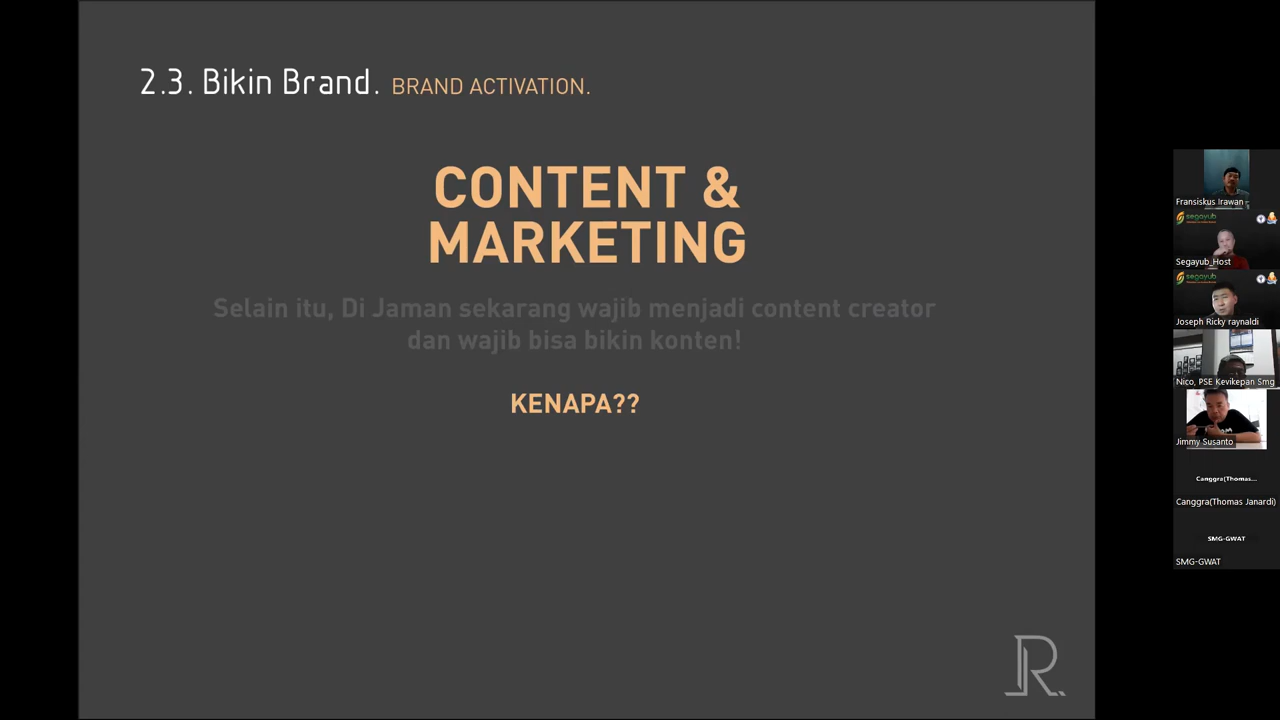 2.3. Bikin Brand. BRAND ACTIVATION.
CONTENT &
MARKETING
Selain itu, Di Jaman sekarang wajib menjadi content creator
dan wajib bisa bikin konten!
KENAPA??
R
Fransiskus Irawan
segayub
Segayub_Host
segayub
Joseph Ricky raynaldi
Nico, PSE Kevikepan Smg
Jimmy Susanto
Canggra(Thomas...
Canggra(Thomas Janardi)
SMG-GWAT
SMG-GWAT